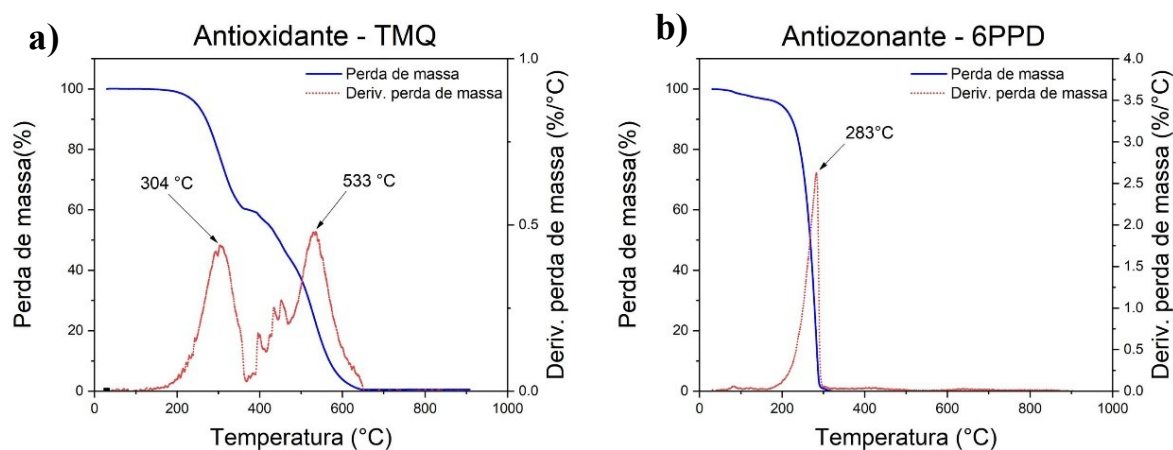 a)
Antioxidante - TMQ
Perda de massa
Deriv. perda de massa
304 °C
533 °C
Perda de massa(%)
100
80
60
40
20
0
1.0
0.5
0.0
Deriv. perda de massa (%/°C)
0
200
400
600
800
1000
Temperatura (°C)
b)
Antiozonante - 6PPD
Perda de massa
Deriv. perda de massa
283°C
Perda de massa(%)
100
80
60
40
20
0
4.0
3.5
3.0
2.5
2.0
1.5
1.0
0.5
0.0
Deriv. perda de massa (%/°C)
0
200
400
600
800
1000
Temperatura (°C)